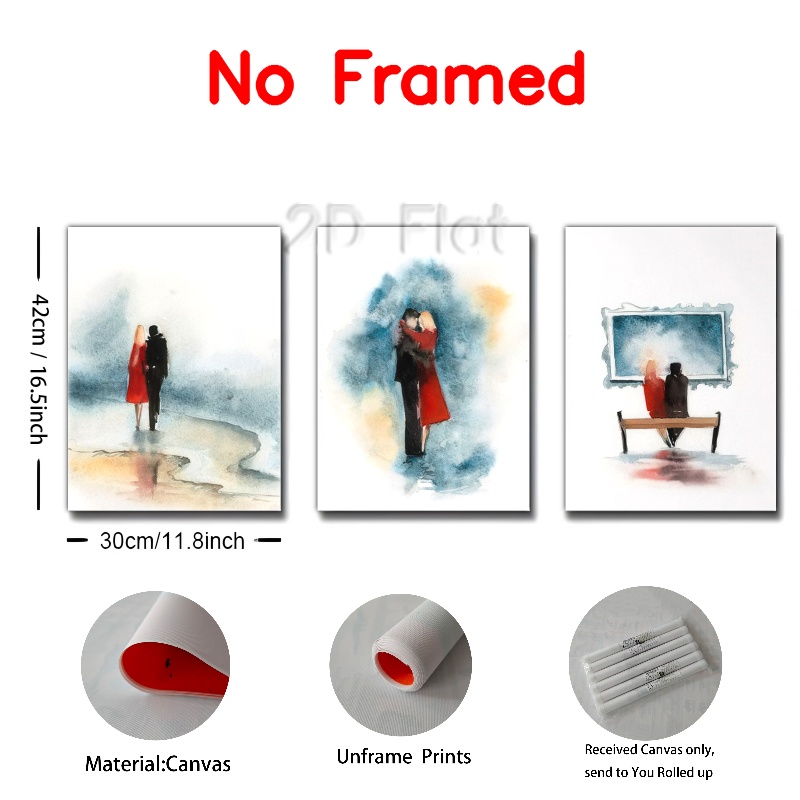 No Framed
2D Flat
42cm / 16.5inch
30cm/11.8inch
Material:Canvas
Unframe Prints
Received Canvas only,
send to You Rolled up